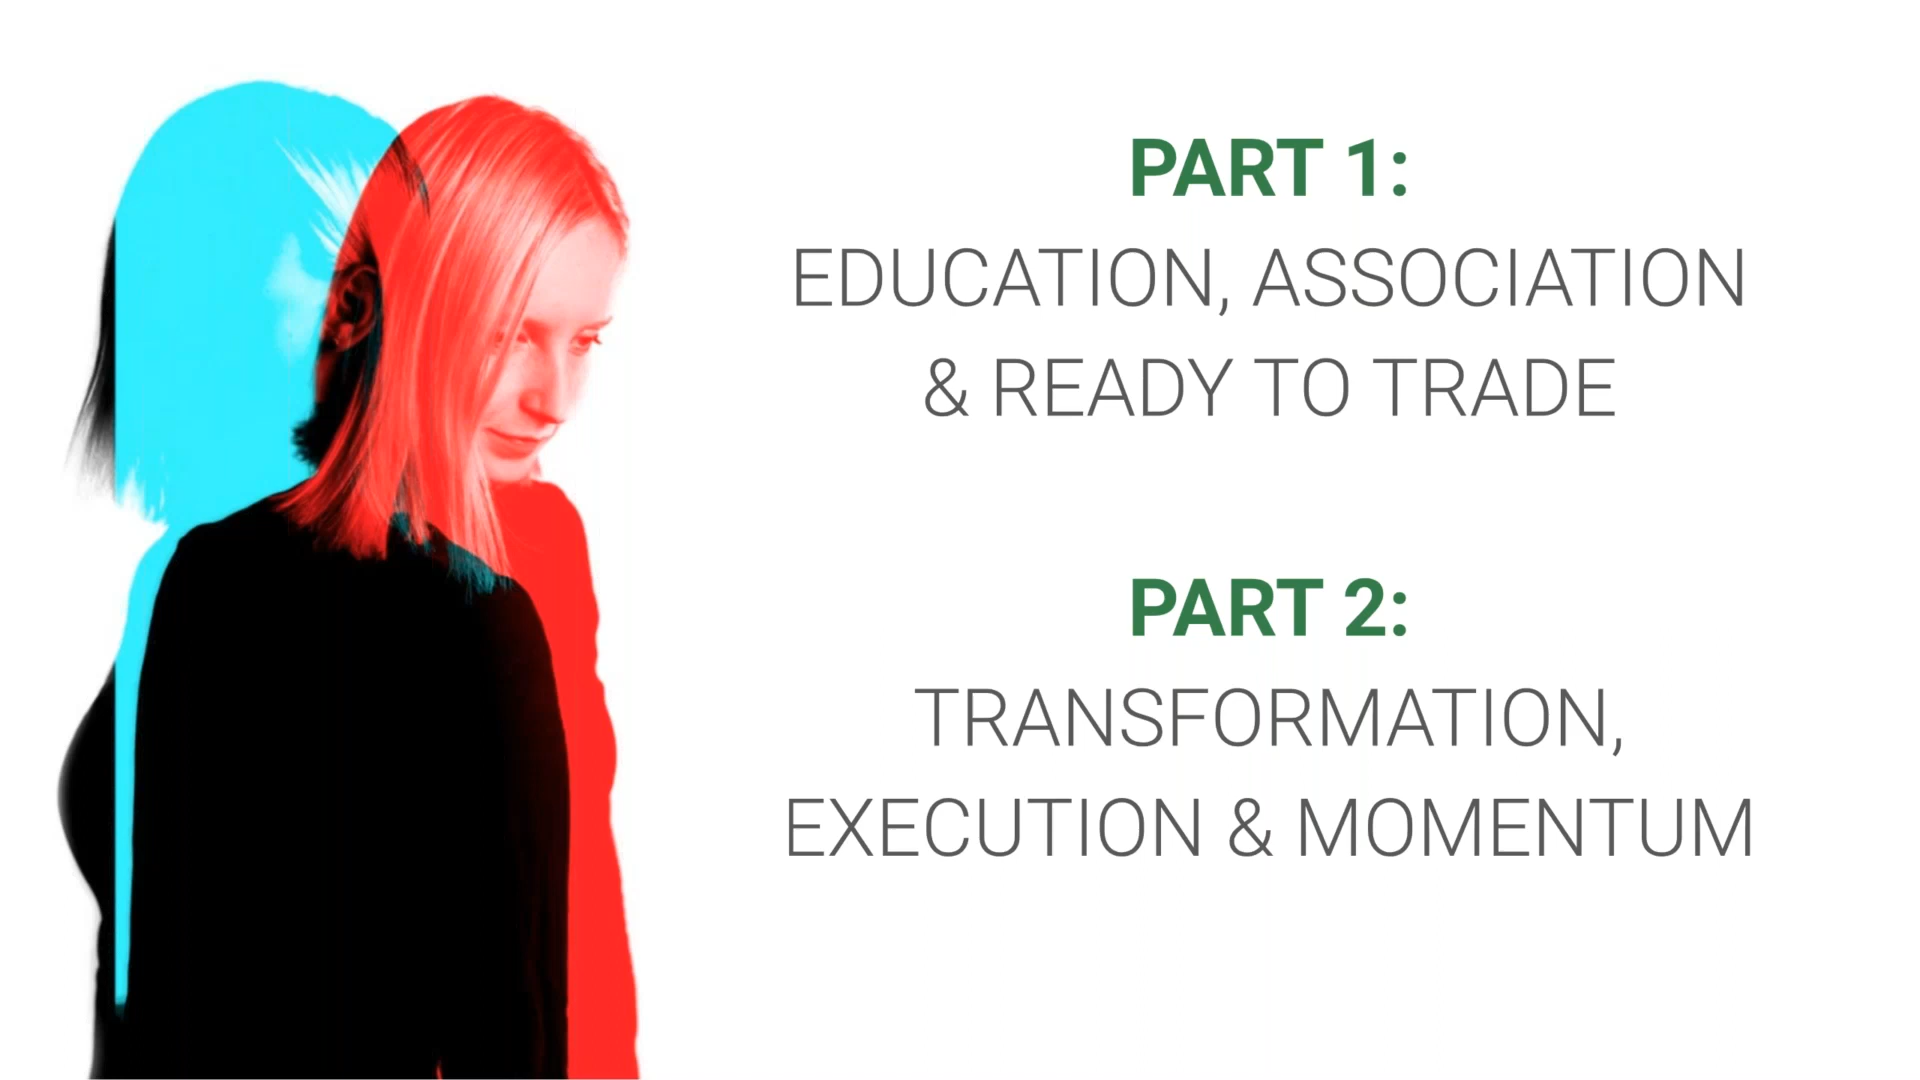 PART 1:
EDUCATION, ASSOCIATION
& READY TO TRADE
PART 2:
TRANSFORMATION,
EXECUTION & MOMENTUM